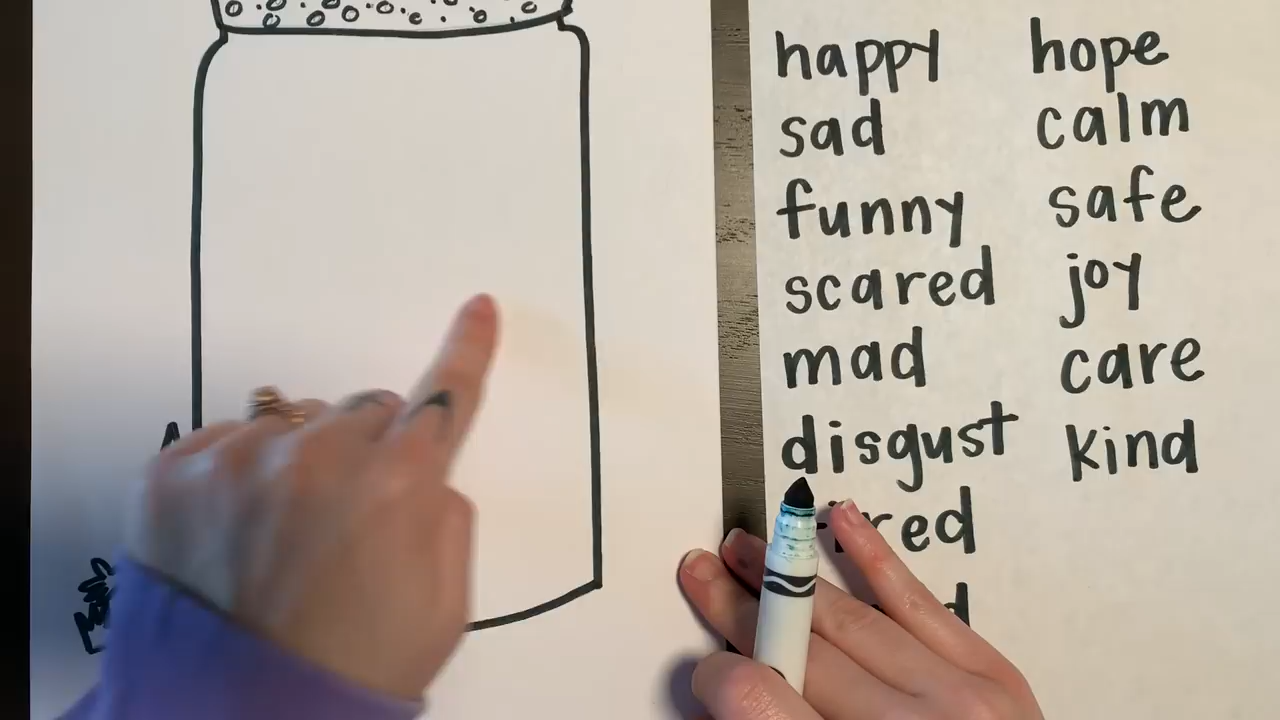 happy hope
sad calm
funny safe
scared joy
mad care
disgust kind